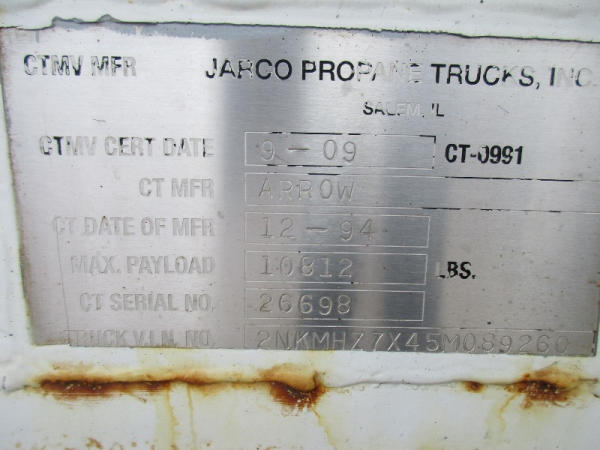 CTMV MFR JARCO PROPANE TRUCKS, INC.
SALEM, IL
CTMV CERT DATE 9-09 CT-0991
CT MFR ARROW
CT DATE OF MFR 12-94
MAX. PAYLOAD 10812 LBS.
CT SERIAL NO. 26698
TRUCK V.I.N. NO. 2NKMHZ7X45M089260